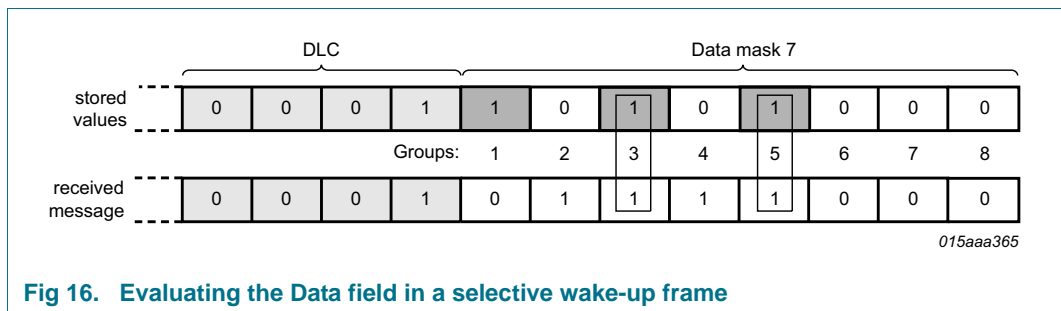 DLC Data mask 7
stored values 0 0 0 1 1 0 1 0 1 0 0 0
Groups: 1 2 3 4 5 6 7 8
received message 0 0 0 1 0 1 1 1 1 0 0 0
015aaa365
Fig 16. Evaluating the Data field in a selective wake-up frame